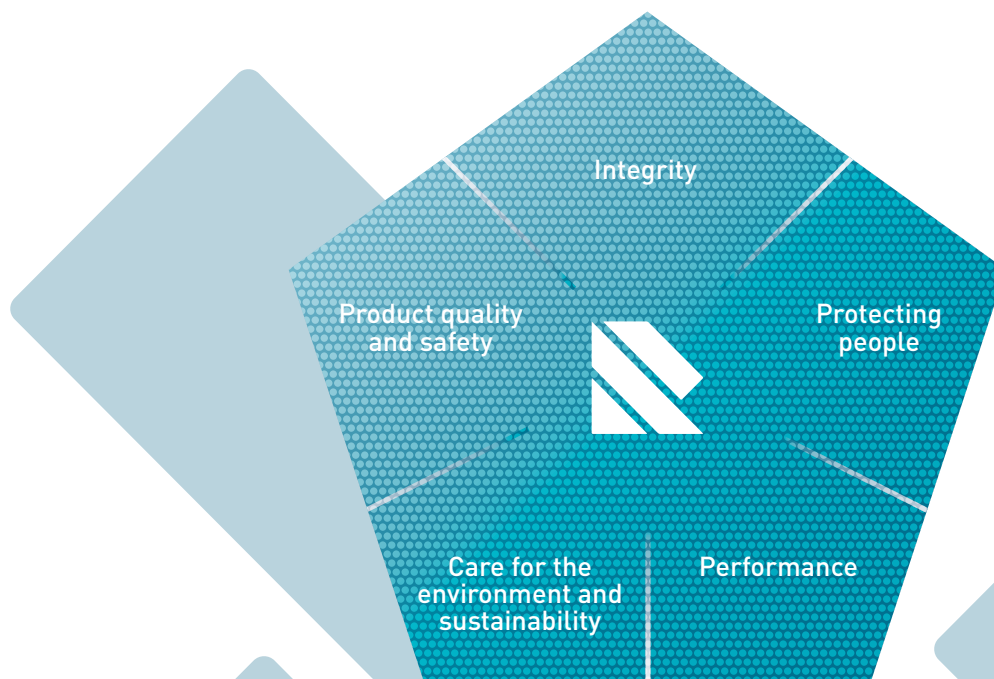 Integrity
Product quality
and safety
Protecting
people
Care for the
environment and
sustainability
Performance